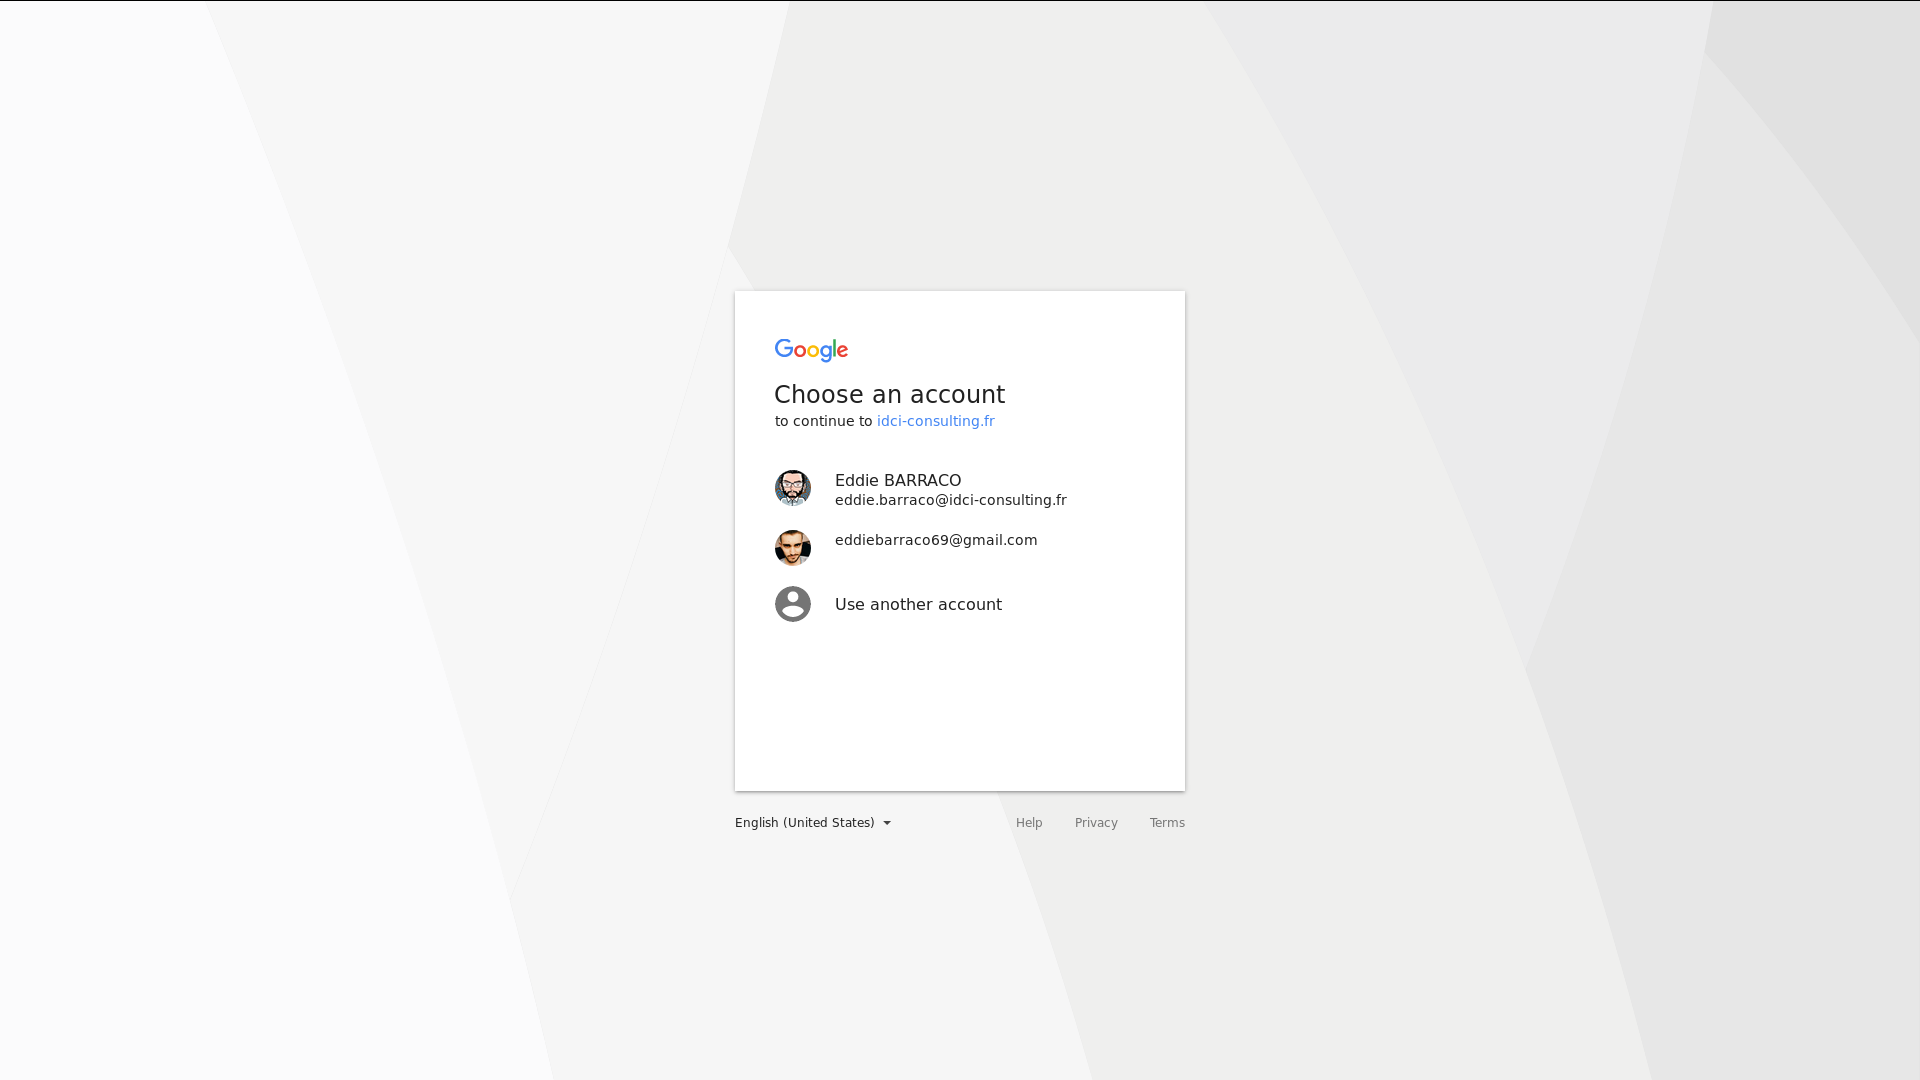 Google
Choose an account
to continue to idci-consulting.fr
Eddie BARRACO
eddie.barraco@idci-consulting.fr
eddiebarraco69@gmail.com
Use another account
English (United States)
Help Privacy Terms